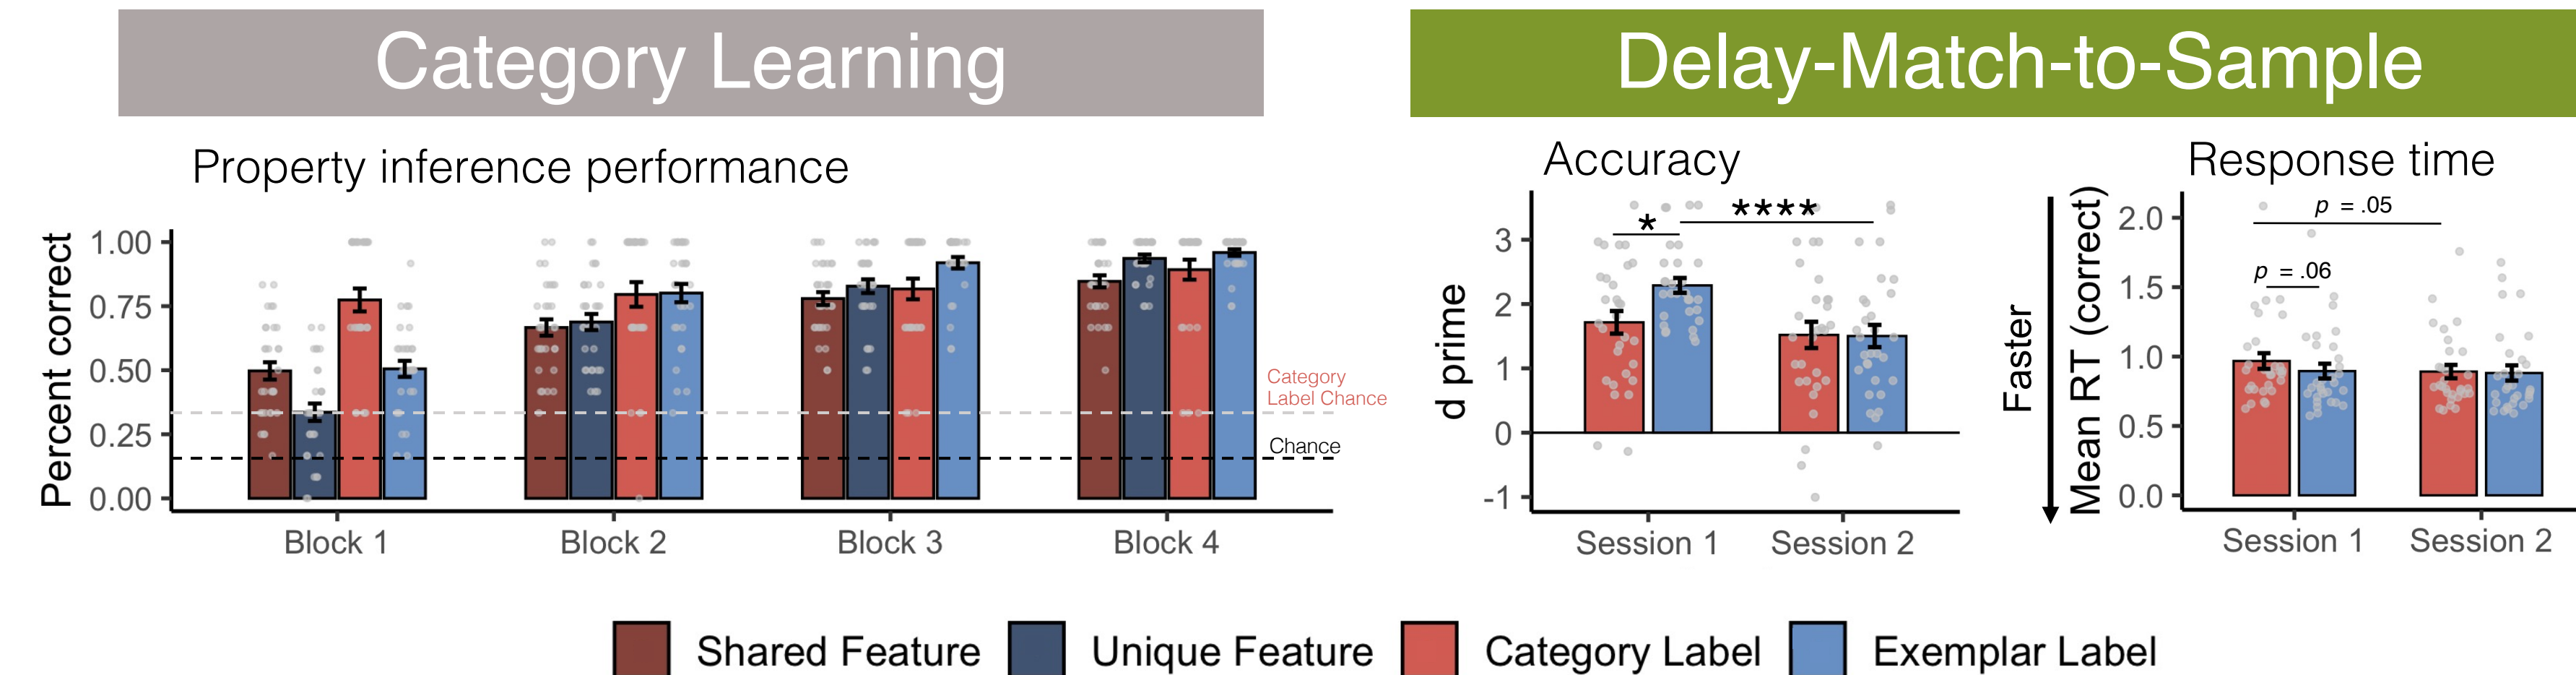 Category Learning
Delay-Match-to-Sample
Property inference performance
Percent correct
1.00
0.75
0.50
0.25
0.00
Category
Label Chance
Chance
Block 1
Block 2
Block 3
Block 4
Accuracy
d prime
3
2
1
0
-1
*
****
Session 1
Session 2
Response time
Faster
Mean RT (correct)
2.0
1.5
1.0
0.5
0.0
p = .05
p = .06
Session 1
Session 2
Shared Feature
Unique Feature
Category Label
Exemplar Label